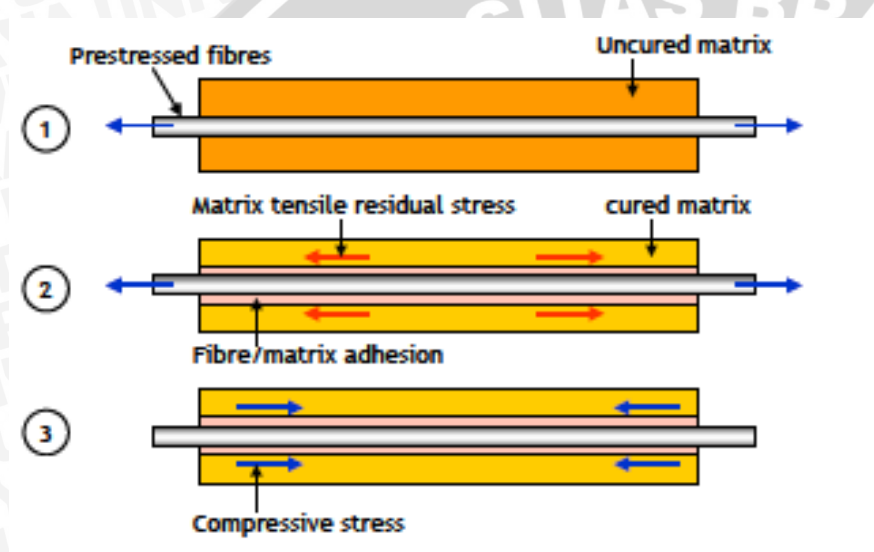 Prestressed fibres
Uncured matrix
1
Matrix tensile residual stress
cured matrix
2
Fibre/matrix adhesion
3
Compressive stress